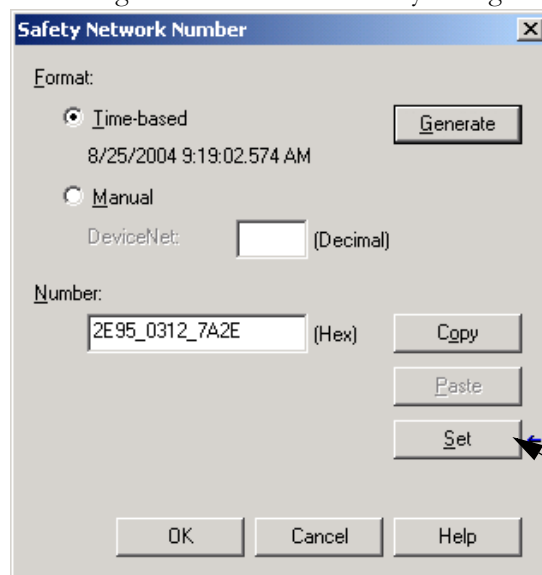 Safety Network Number
Format:
Time-based
Generate
8/25/2004 9:19:02.574 AM
Manual
DeviceNet:
(Decimal)
Number:
2E95_0312_7A2E
(Hex)
Copy
Paste
Set
OK
Cancel
Help